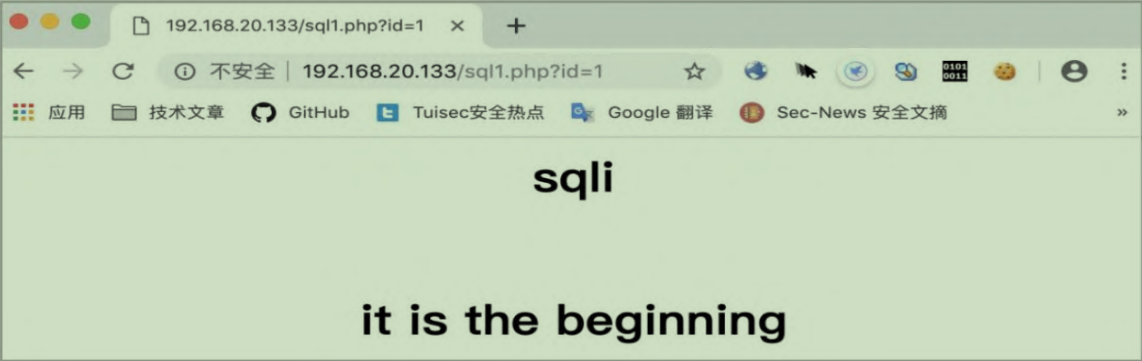 192.168.20.133/sql1.php?id=1
不安全 192.168.20.133/sql1.php?id=1 0101 0011
应用 技术文章 GitHub Tuisec安全热点 Google 翻译 Sec-News 安全文摘 »
sqli
it is the beginning